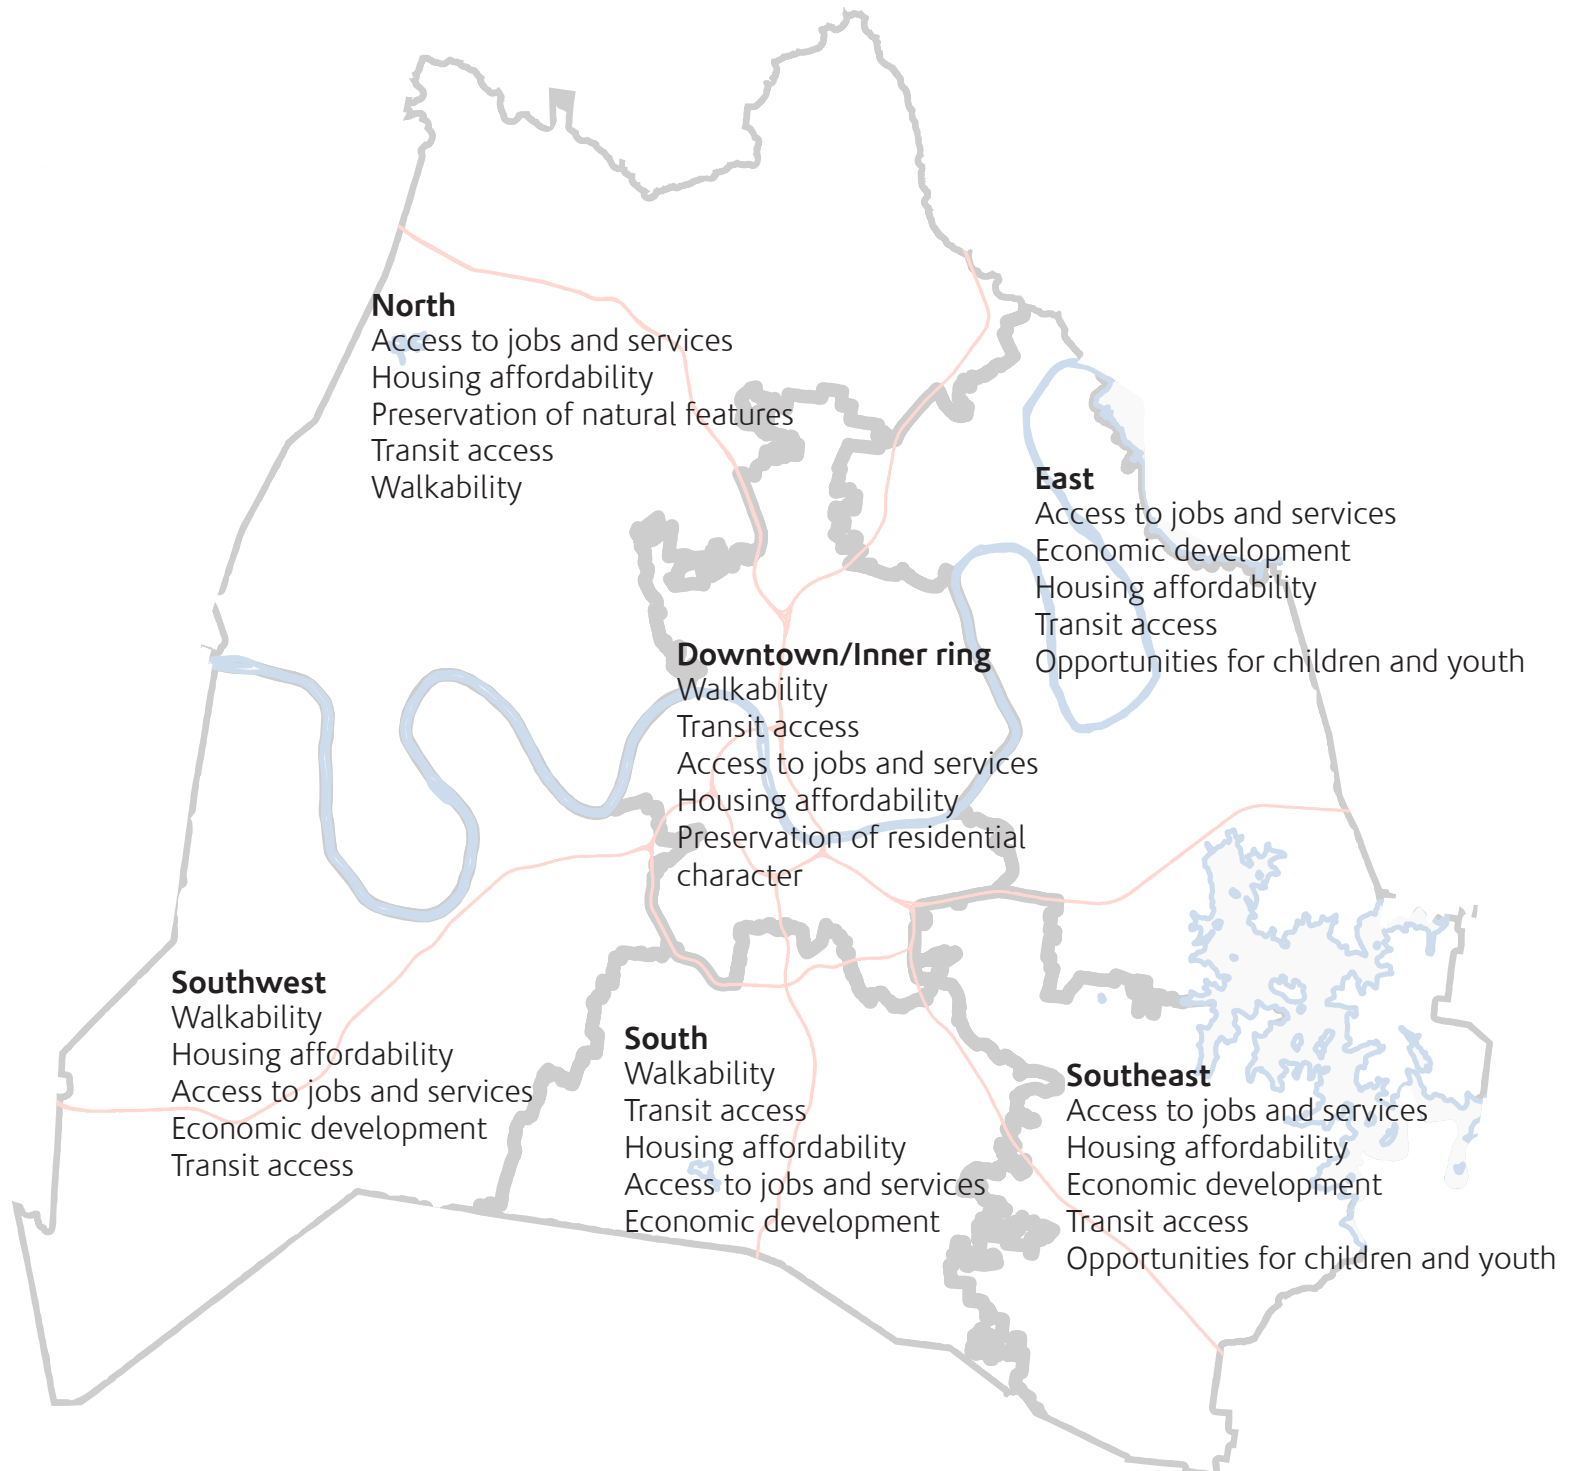 North
Access to jobs and services
Housing affordability
Preservation of natural features
Transit access
Walkability
East
Access to jobs and services
Economic development
Housing affordability
Transit access
Opportunities for children and youth
Downtown/Inner ring
Walkability
Transit access
Access to jobs and services
Housing affordability
Preservation of residential
character
Southwest
Walkability
Housing affordability
Access to jobs and services
Economic development
Transit access
South
Walkability
Transit access
Housing affordability
Access to jobs and services
Economic development
Southeast
Access to jobs and services
Housing affordability
Economic development
Transit access
Opportunities for children and youth